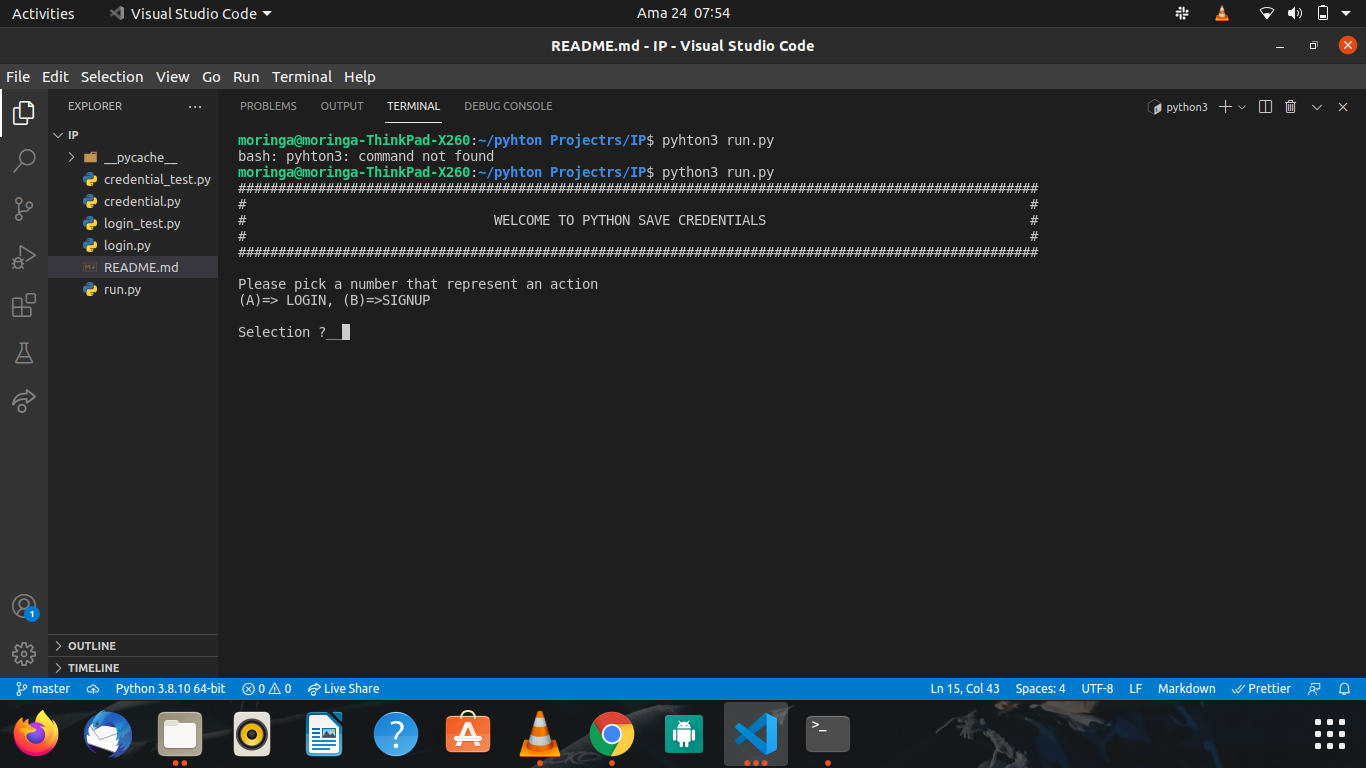 Activities
Visual Studio Code
Ama 24 07:54
README.md - IP - Visual Studio Code
File Edit Selection View Go Run Terminal Help
EXPLORER
IP
__pycache__
credential_test.py
credential.py
login_test.py
login.py
README.md
run.py
OUTLINE
TIMELINE
PROBLEMS OUTPUT TERMINAL DEBUG CONSOLE
python3
moringa@moringa-ThinkPad-X260:~/pyhton Projectrs/IP$ pyhton3 run.py
bash: pyhton3: command not found
moringa@moringa-ThinkPad-X260:~/pyhton Projectrs/IP$ python3 run.py
####################################################################################################
# #
# WELCOME TO PYTHON SAVE CREDENTIALS #
# #
####################################################################################################
Please pick a number that represent an action
(A)=> LOGIN, (B)=>SIGNUP
Selection ?__
1
master
Python 3.8.10 64-bit
0 0
Live Share
Ln 15, Col 43
Spaces: 4
UTF-8
LF
Markdown
Prettier